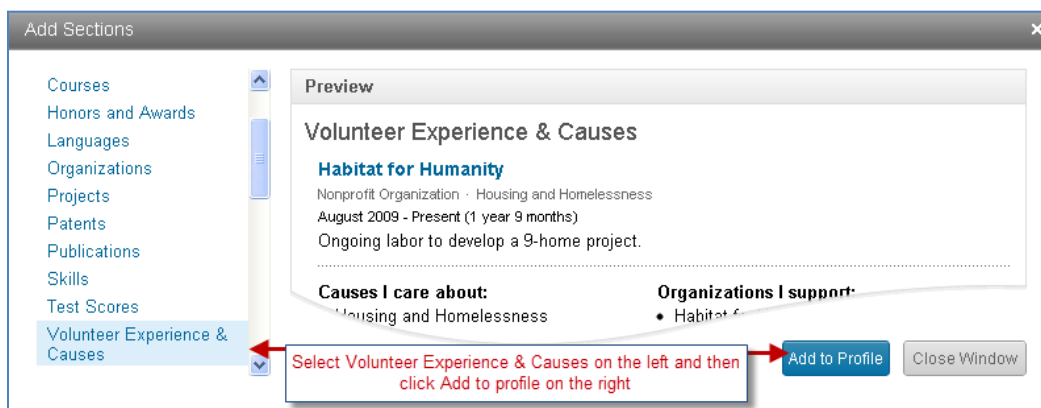 Add Sections
Courses
Honors and Awards
Languages
Organizations
Projects
Patents
Publications
Skills
Test Scores
Volunteer Experience &
Causes
Preview
Volunteer Experience & Causes
Habitat for Humanity
Nonprofit Organization · Housing and Homelessness
August 2009 - Present (1 year 9 months)
Ongoing labor to develop a 9-home project.
Causes I care about:
Housing and Homelessness
Organizations I support:
• Habitat
Select Volunteer Experience & Causes on the left and then
click Add to profile on the right
Add to Profile
Close Window